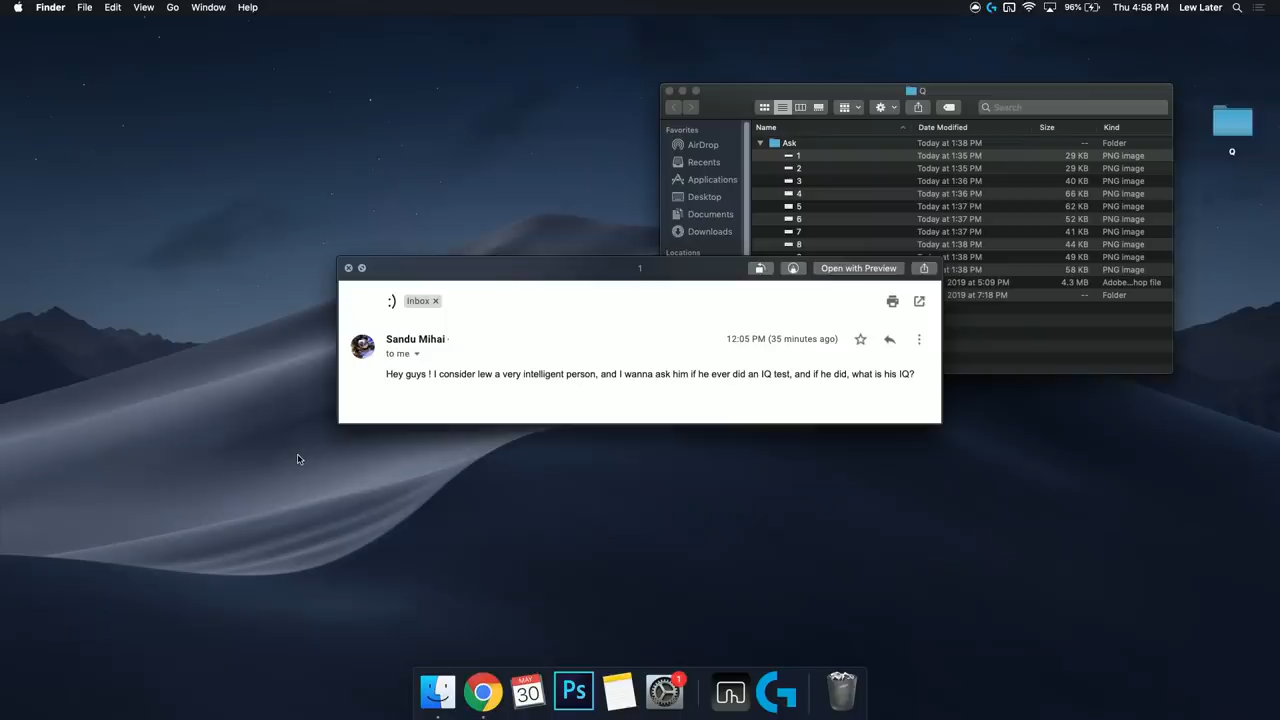 Finder File Edit View Go Window Help
96% Thu 4:58 PM Lew Later
Q
Search
Favorites
AirDrop
Recents
Applications
Desktop
Documents
Downloads
Locations
Name Date Modified Size Kind
Ask Today at 1:38 PM -- Folder
1 Today at 1:35 PM 29 KB PNG image
2 Today at 1:35 PM 29 KB PNG image
3 Today at 1:36 PM 40 KB PNG image
4 Today at 1:36 PM 66 KB PNG image
5 Today at 1:37 PM 62 KB PNG image
6 Today at 1:37 PM 52 KB PNG image
7 Today at 1:37 PM 41 KB PNG image
8 Today at 1:38 PM 44 KB PNG image
Today at 1:38 PM 49 KB PNG image
Today at 1:38 PM 58 KB PNG image
2019 at 5:09 PM 4.3 MB Adobe...hop file
2019 at 7:18 PM -- Folder
Q
1
Open with Preview
:) Inbox ×
Sandu Mihai
12:05 PM (35 minutes ago)
to me
Hey guys ! I consider lew a very intelligent person, and I wanna ask him if he ever did an IQ test, and if he did, what is his IQ?
MAY
30
Ps
1